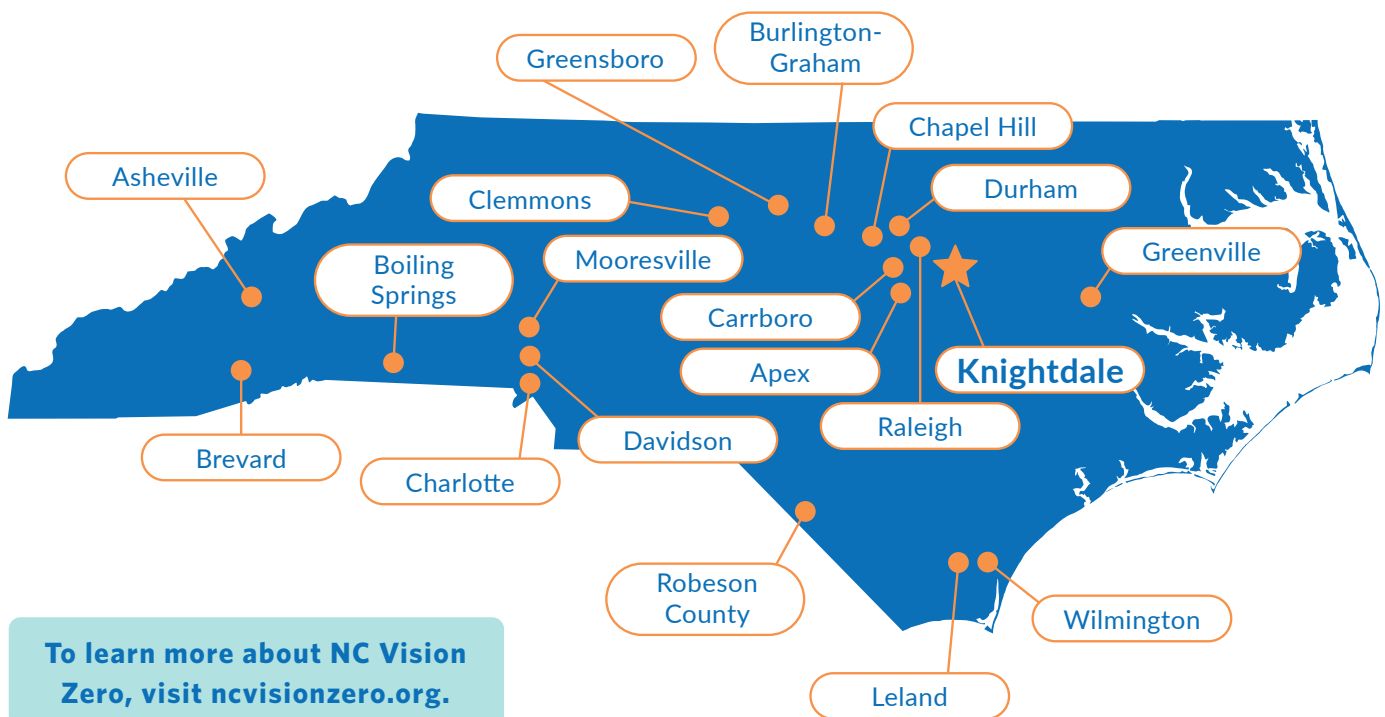 Burlington-
Graham
Greensboro
Chapel Hill
Asheville
Clemmons
Durham
Mooresville
Greenville
Boiling
Springs
Carrboro
Apex
Knightdale
Raleigh
Davidson
Brevard
Charlotte
Robeson
County
Wilmington
Leland
To learn more about NC Vision
Zero, visit ncvisionzero.org.